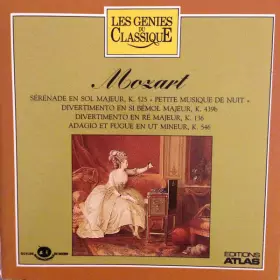 LES GENIES
DU
CLASSIQUE
Mozart
SÉRÉNADE EN SOL MAJEUR, K. 525 « PETITE MUSIQUE DE NUIT »
DIVERTIMENTO EN SI BÉMOL MAJEUR, K. 439b
DIVERTIMENTO EN RÉ MAJEUR, K. 136
ADAGIO ET FUGUE EN UT MINEUR, K. 546
EDITIONS
ATLAS